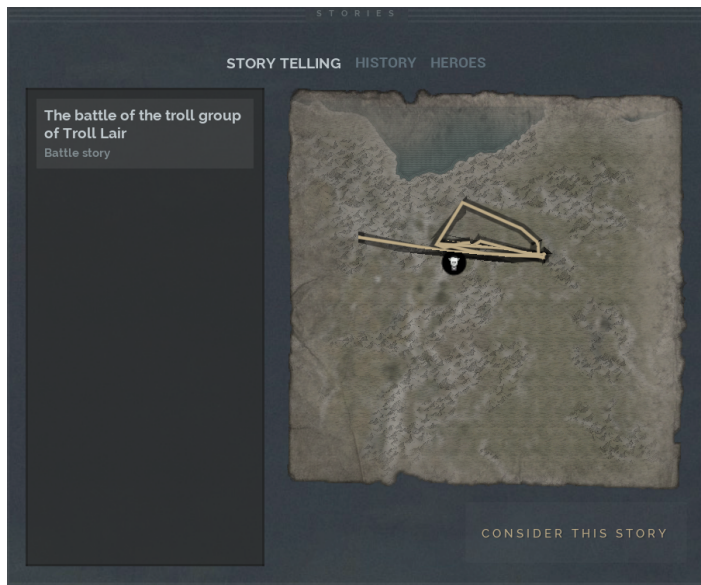 STORIES
STORY TELLING HISTORY HEROES
The battle of the troll group
of Troll Lair
Battle story
CONSIDER THIS STORY